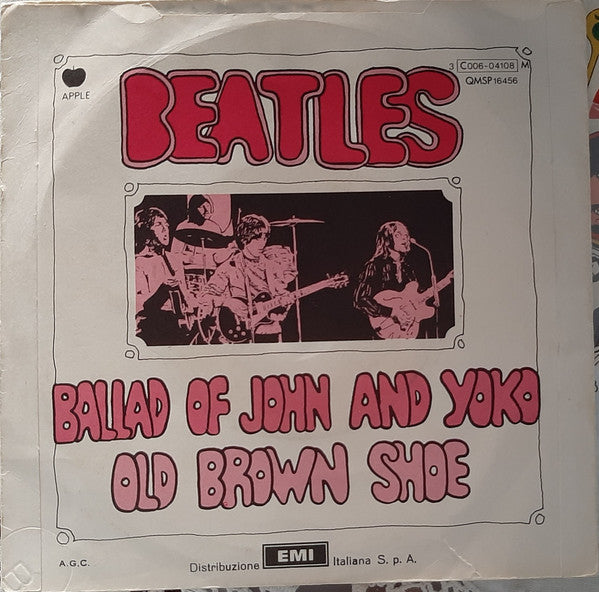 APPLE
3 C006-04108 M
QMSP 16456
BEATLES
BALLAD OF JOHN AND YOKO
OLD BROWN SHOE
A.G.C.
Distribuzione EMI Italiana S. p. A.